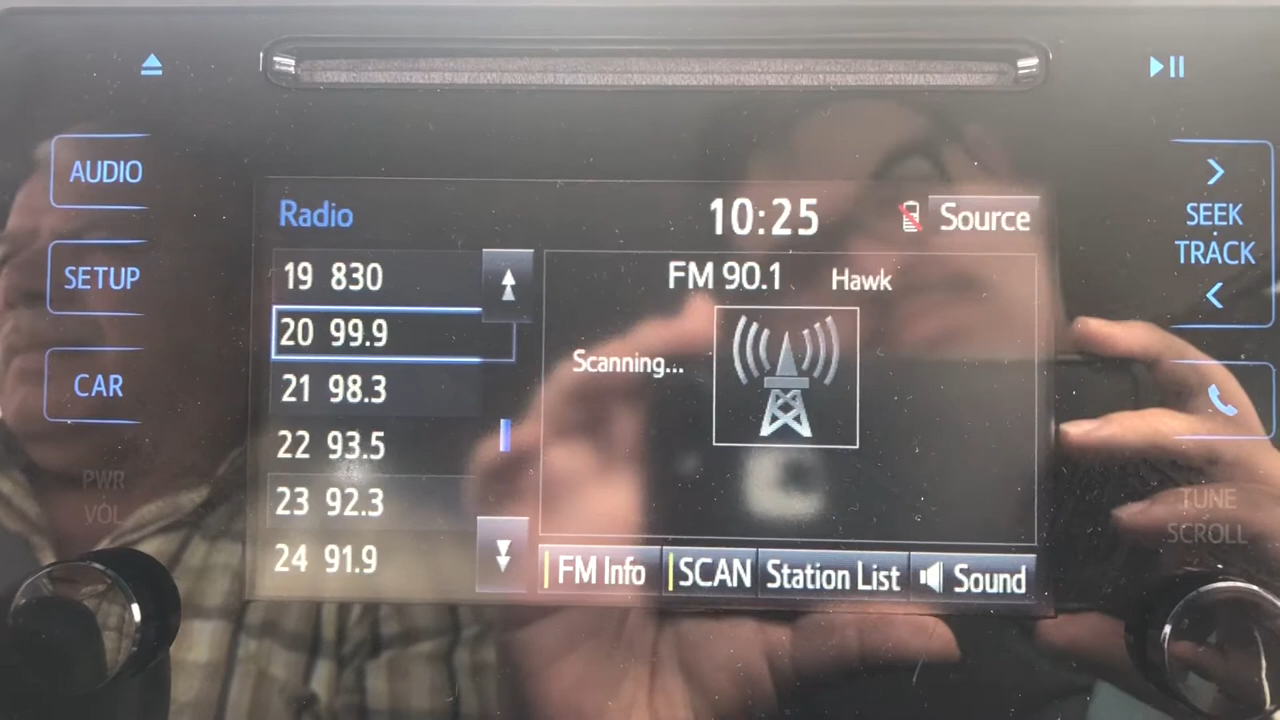 AUDIO
SETUP
CAR
PWR
VOL
Radio
10:25
Source
19 830
20 99.9
21 98.3
22 93.5
23 92.3
24 91.9
FM 90.1 Hawk
Scanning...
FM Info
SCAN
Station List
Sound
SEEK
TRACK
TUNE
SCROLL